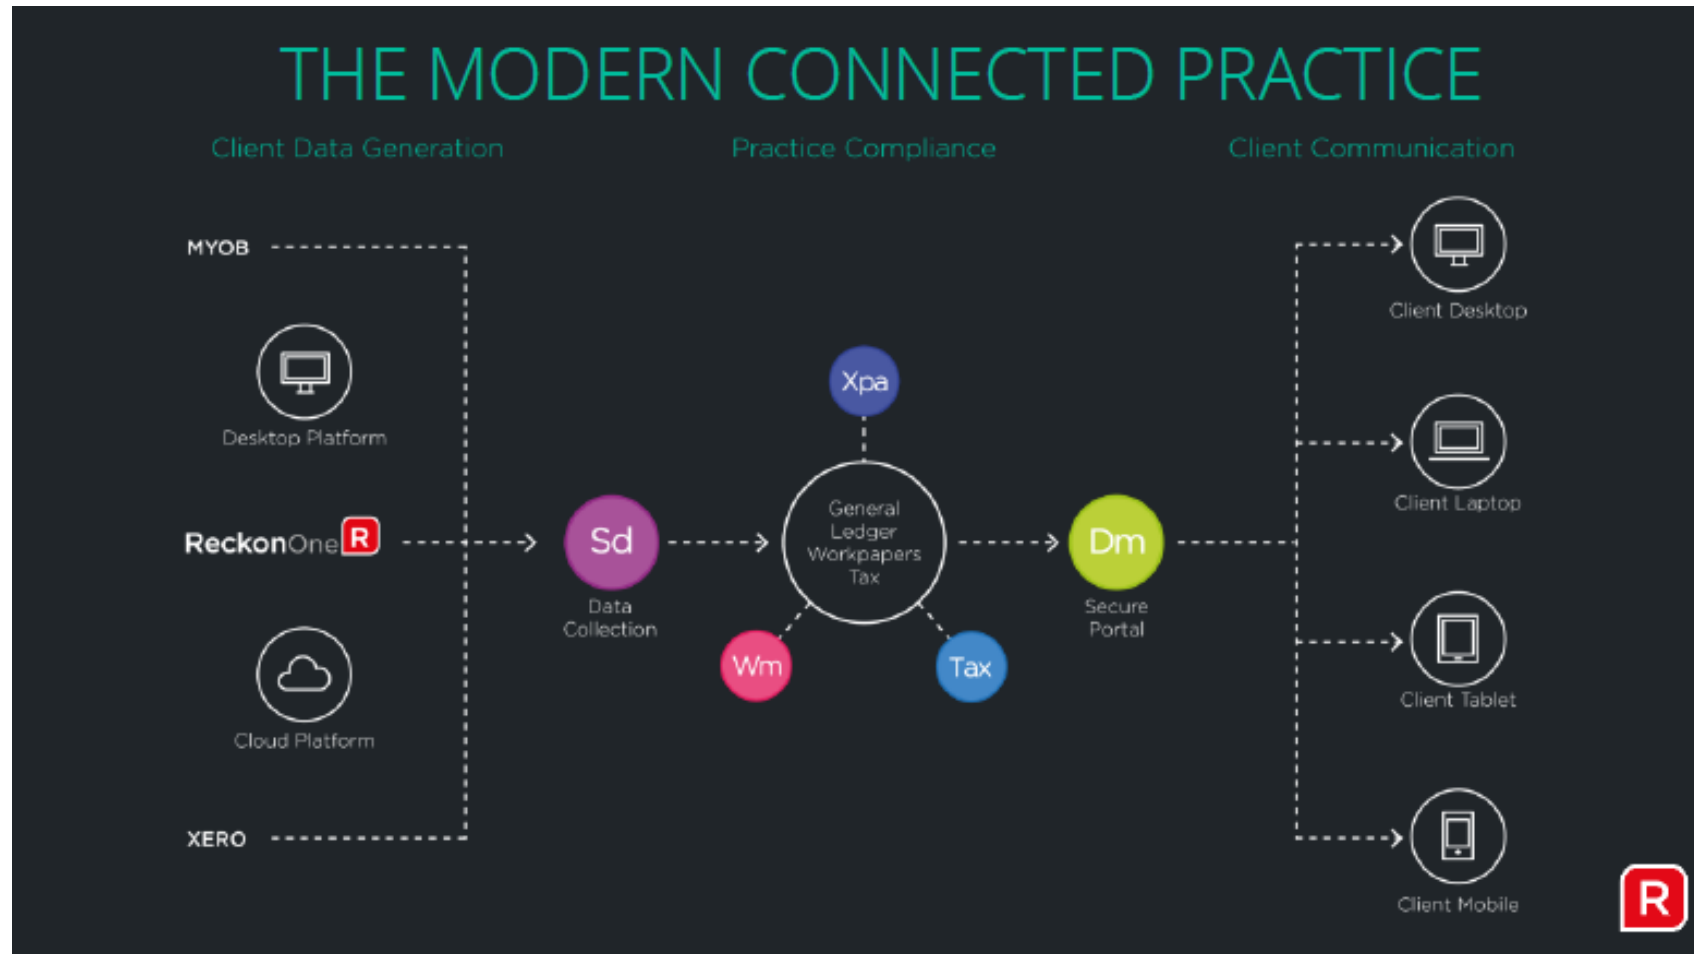 THE MODERN CONNECTED PRACTICE
Client Data Generation
Practice Compliance
Client Communication
MYOB
Desktop Platform
ReckonOne R
Cloud Platform
XERO
Sd
Data
Collection
Xpa
General
Ledger
Workpapers
Tax
Wm
Tax
Dm
Secure
Portal
Client Desktop
Client Laptop
Client Tablet
Client Mobile
R